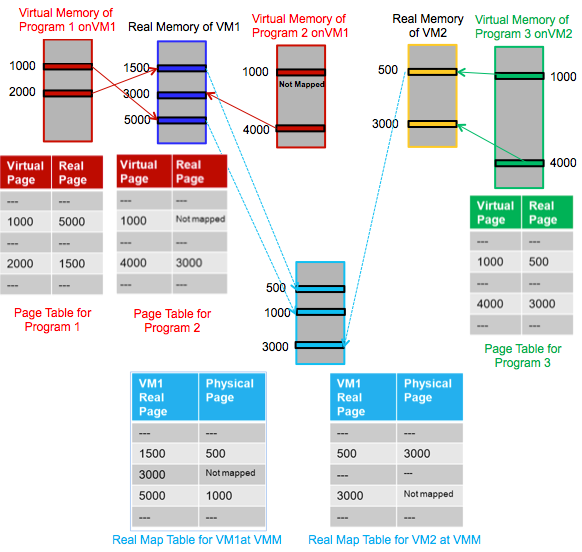 Virtual Memory of
Program 1 onVM1
Real Memory of VM1
Virtual Memory of
Program 2 onVM1
Real Memory
of VM2
Virtual Memory of
Program 3 onVM2
1000
2000
1500
3000
5000
1000
Not Mapped
4000
500
3000
1000
4000
Virtual Page Real Page
--- ---
1000 5000
--- ---
2000 1500
--- ---
Page Table for
Program 1
Virtual Page Real Page
--- ---
1000 Not mapped
--- ---
4000 3000
--- ---
Page Table for
Program 2
Virtual Page Real Page
--- ---
1000 500
--- ---
4000 3000
--- ---
Page Table for
Program 3
500
1000
3000
VM1 Physical
Real Page
Page
--- ---
1500 500
3000 Not mapped
5000 1000
--- ---
Real Map Table for VM1at VMM
VM1 Physical
Real Page
Page
--- ---
500 3000
--- ---
3000 Not mapped
--- ---
Real Map Table for VM2 at VMM